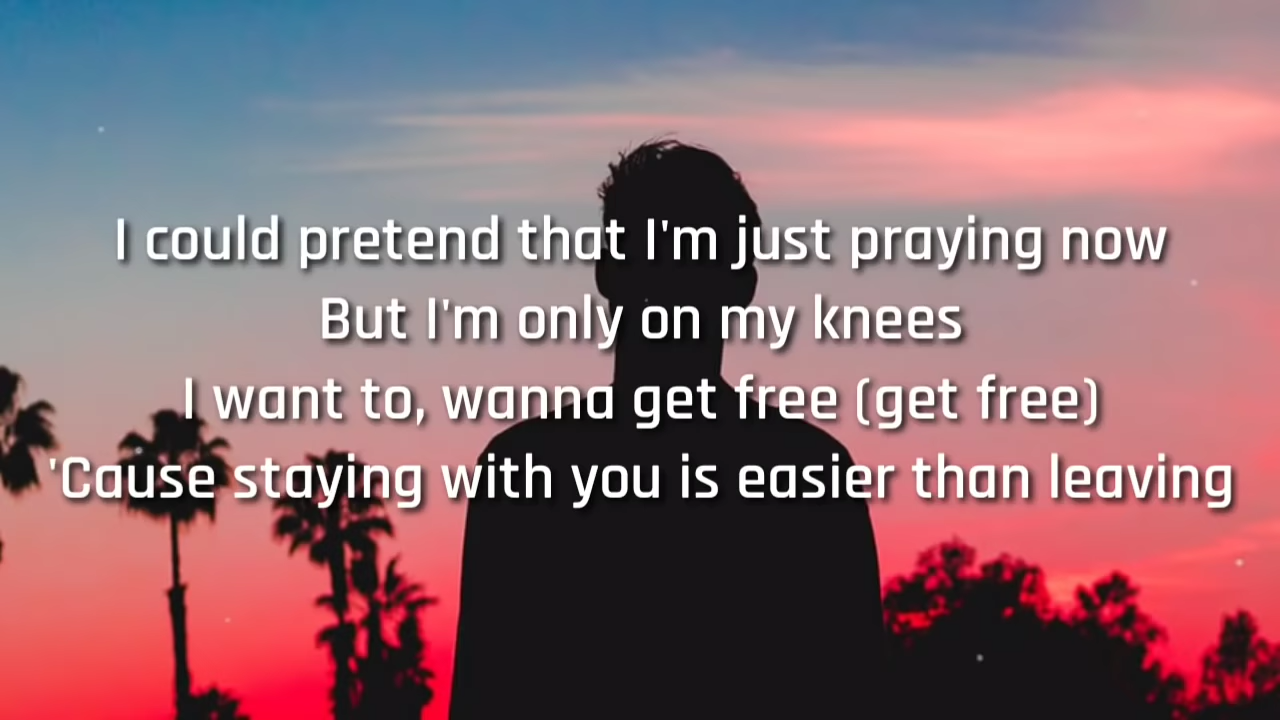 I could pretend that I'm just praying now
But I'm only on my knees
I want to, wanna get free (get free)
'Cause staying with you is easier than leaving